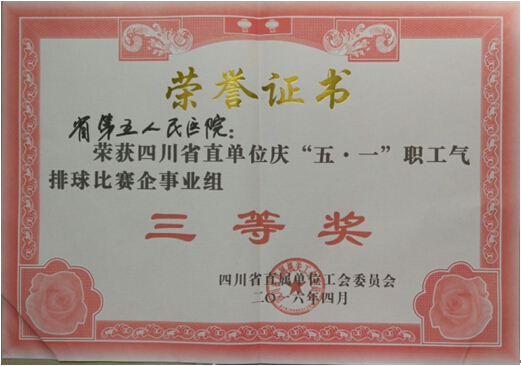 荣誉证书
省第五人民医院：
荣获四川省直单位庆“五·一”职工气
排球比赛企事业组
三等奖
四川省直属单位工会委员会
二〇一六年四月